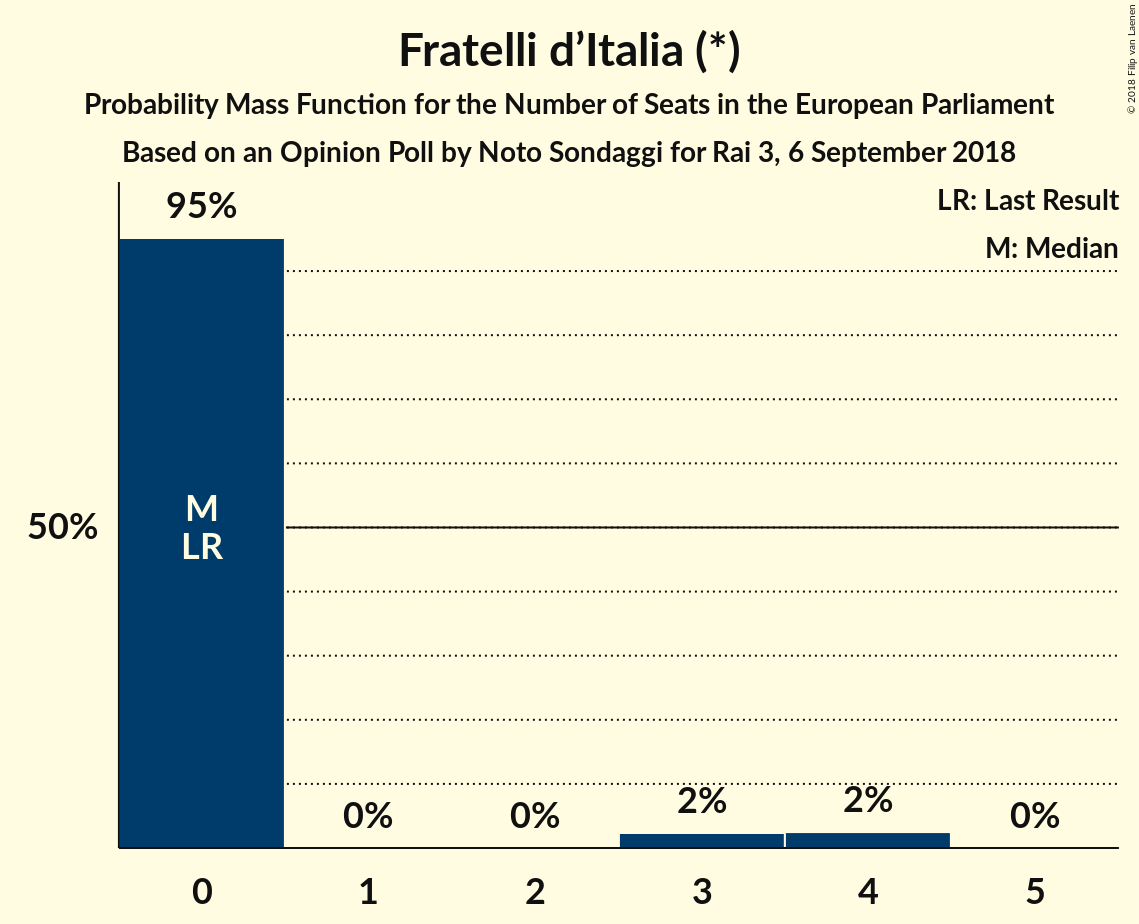 Fratelli d’Italia (*)
Probability Mass Function for the Number of Seats in the European Parliament
Based on an Opinion Poll by Noto Sondaggi for Rai 3, 6 September 2018
© 2018 Filip van Laenen
LR: Last Result
M: Median
95%
50%
M
LR
0%
0%
2%
2%
0%
0
1
2
3
4
5